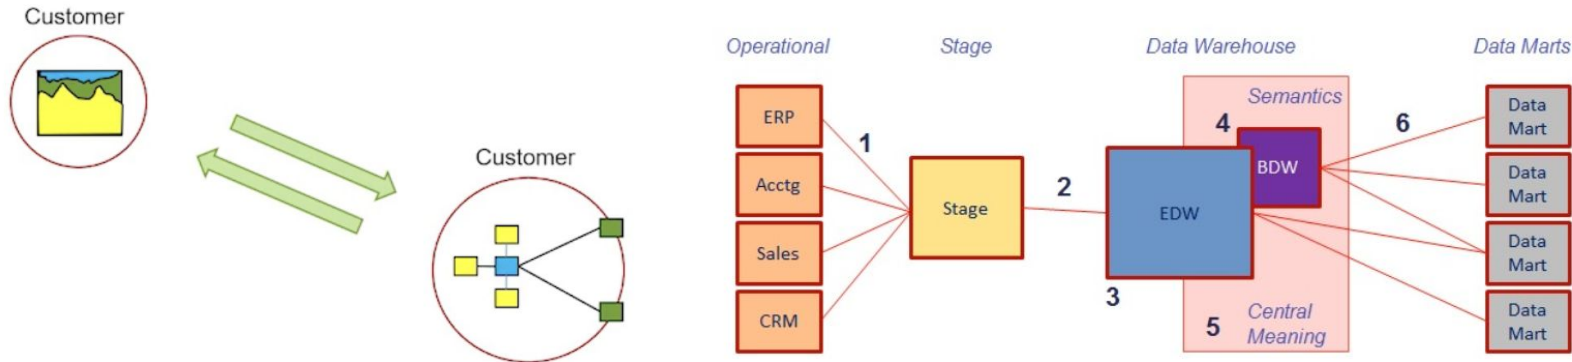 Customer
Customer
Operational
Stage
Data Warehouse
Data Marts
ERP
Acctg
Sales
CRM
1
Stage
2
Semantics
4
BDW
EDW
3
5
Central
Meaning
6
Data
Mart
Data
Mart
Data
Mart
Data
Mart